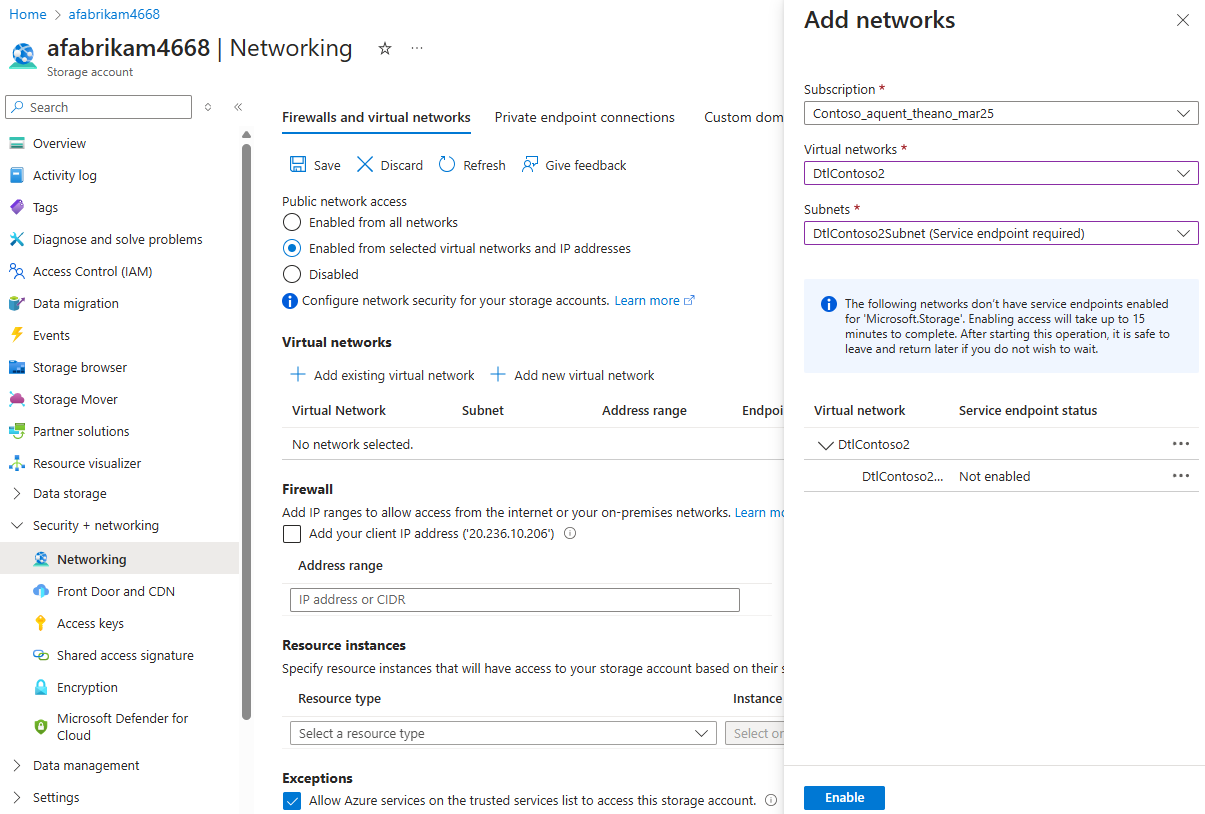 Home > afabrikam4668
afabrikam4668 | Networking
Storage account
Search
Overview
Activity log
Tags
Diagnose and solve problems
Access Control (IAM)
Data migration
Events
Storage browser
Storage Mover
Partner solutions
Resource visualizer
Data storage
Security + networking
Networking
Front Door and CDN
Access keys
Shared access signature
Encryption
Microsoft Defender for
Cloud
Data management
Settings
Firewalls and virtual networks Private endpoint connections Custom dom
Save Discard Refresh Give feedback
Public network access
Enabled from all networks
Enabled from selected virtual networks and IP addresses
Disabled
Configure network security for your storage accounts. Learn more
Virtual networks
Add existing virtual network Add new virtual network
Virtual Network Subnet Address range Endpoi
No network selected.
Firewall
Add IP ranges to allow access from the internet or your on-premises networks. Learn mo
Add your client IP address ('20.236.10.206')
Address range
IP address or CIDR
Resource instances
Specify resource instances that will have access to your storage account based on their s
Resource type Instance
Select a resource type Select or
Exceptions
Allow Azure services on the trusted services list to access this storage account.
Add networks
Subscription *
Contoso_aquent_theano_mar25
Virtual networks *
DtlContoso2
Subnets *
DtlContoso2Subnet (Service endpoint required)
The following networks don't have service endpoints enabled
for 'Microsoft.Storage'. Enabling access will take up to 15
minutes to complete. After starting this operation, it is safe to
leave and return later if you do not wish to wait.
Virtual network Service endpoint status
DtlContoso2
DtlContoso2... Not enabled
Enable